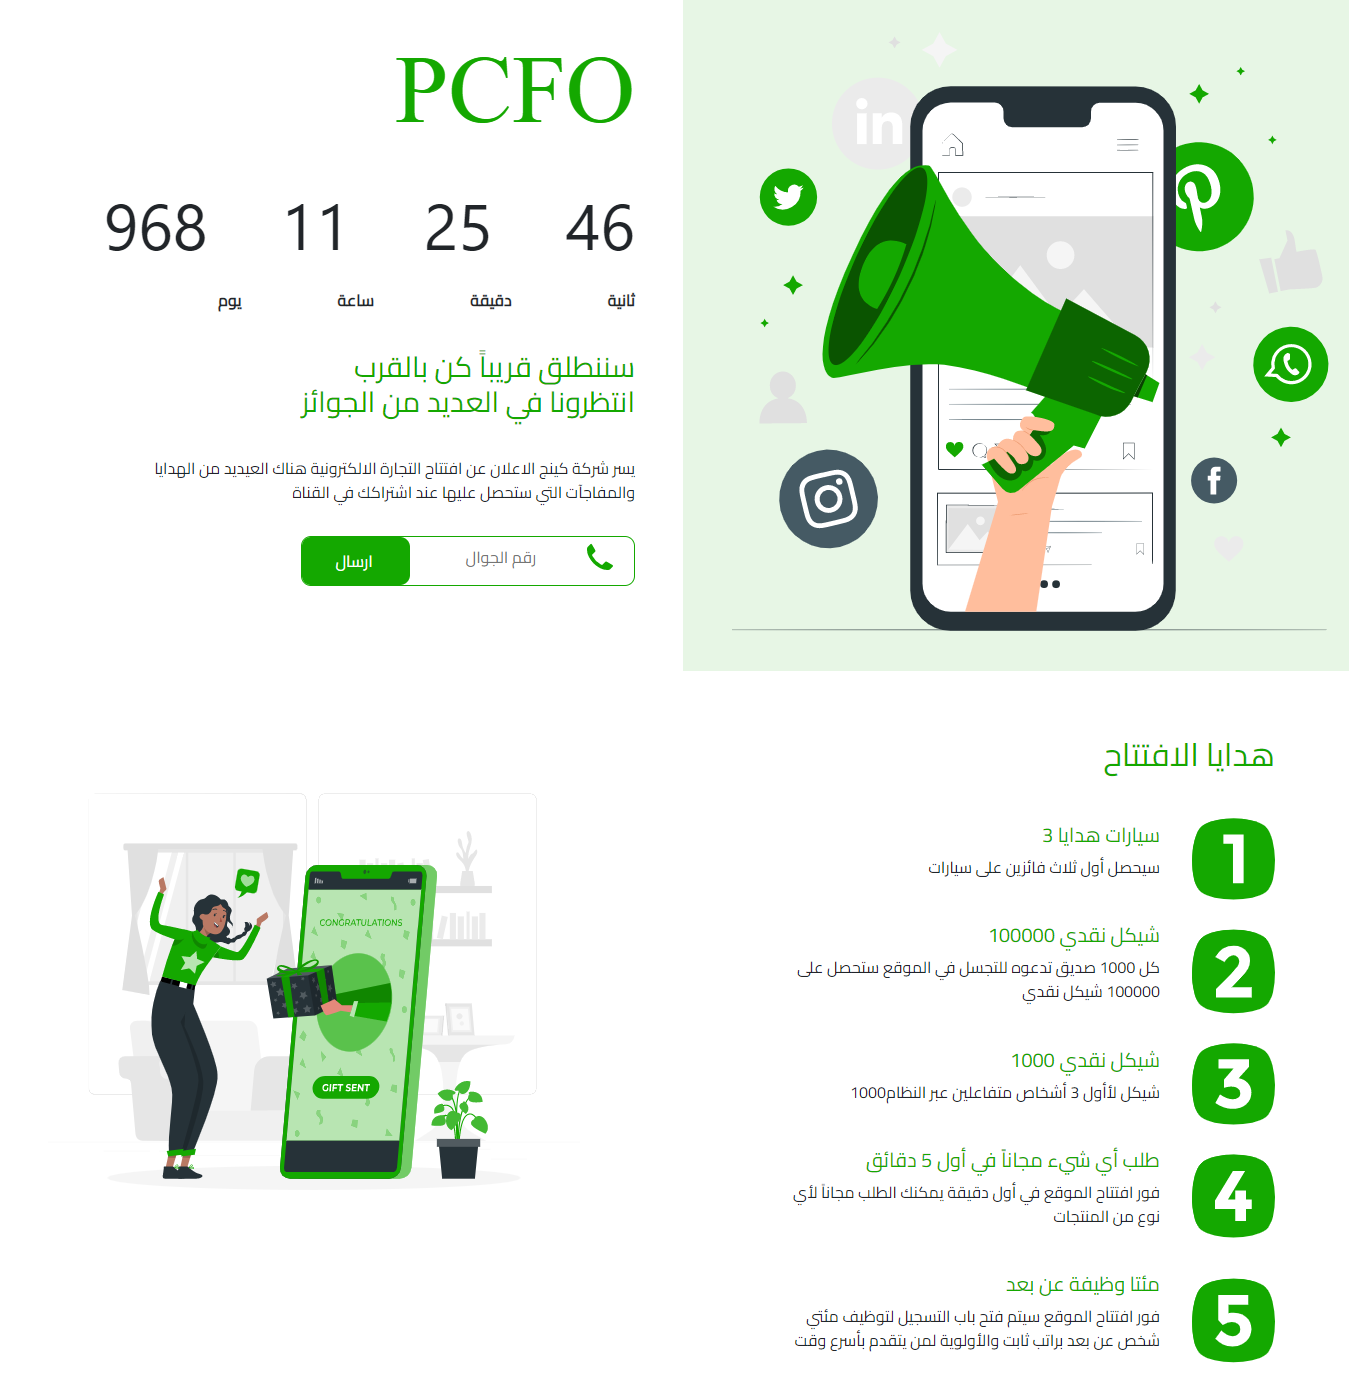 PCFO
46 25 11 968
ثانية دقيقة ساعة يوم
سننطلق قريباً كن بالقرب
انتظرونا في العديد من الجوائز
يسر شركة كينج الاعلان عن افتتاح التجارة الالكترونية هناك العيديد من الهدايا
والمفاجآت التي ستحصل عليها عند اشتراكك في القناة
رقم الجوال
ارسال
in
هدايا الافتتاح
1
سيارات هدايا 3
سيحصل أول ثلاث فائزين على سيارات
2
شيكل نقدي 100000
كل 1000 صديق تدعوه للتجسل في الموقع ستحصل على
100000 شيكل نقدي
3
شيكل نقدي 1000
شيكل لأأول 3 أشخاص متفاعلين عبر النظام1000
4
طلب أي شيء مجاناً في أول 5 دقائق
فور افتتاح الموقع في أول دقيقة يمكنك الطلب مجاناً لأي
نوع من المنتجات
5
مئتا وظيفة عن بعد
فور افتتاح الموقع سيتم فتح باب التسجيل لتوظيف مئتي
شخص عن بعد براتب ثابت والأولوية لمن يتقدم بأسرع وقت
CONGRATULATIONS
GIFT SENT